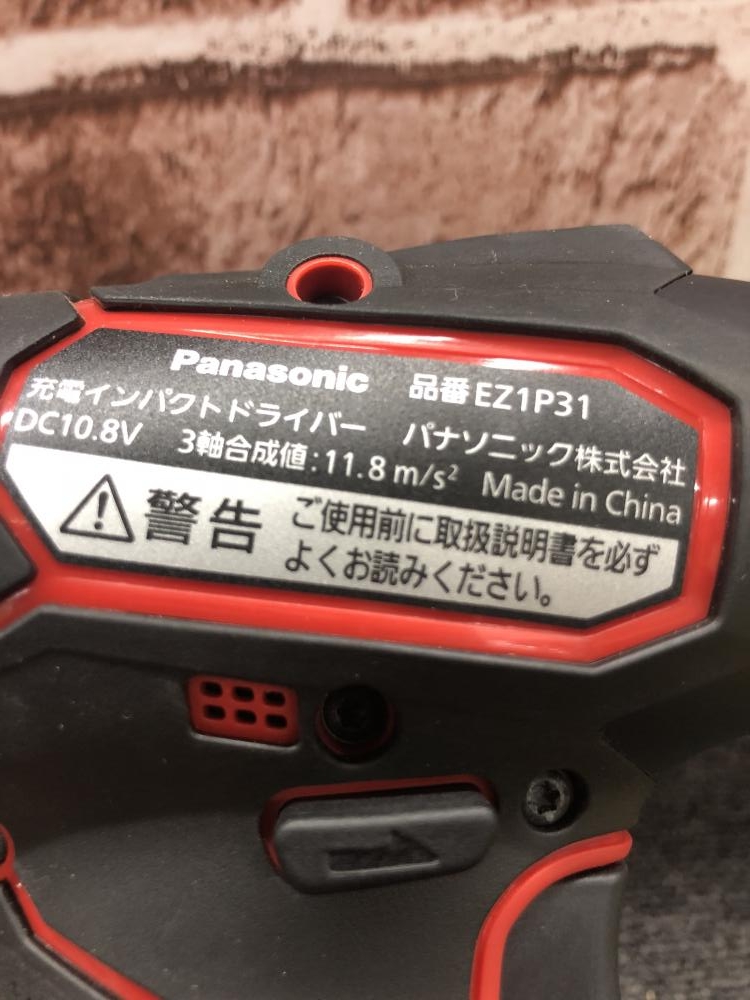 Panasonic 品番 EZ1P31
充電インパクトドライバー パナソニック株式会社
DC10.8V 3軸合成値:11.8 m/s² Made in China
警告 ご使用前に取扱説明書を必ず
よくお読みください。